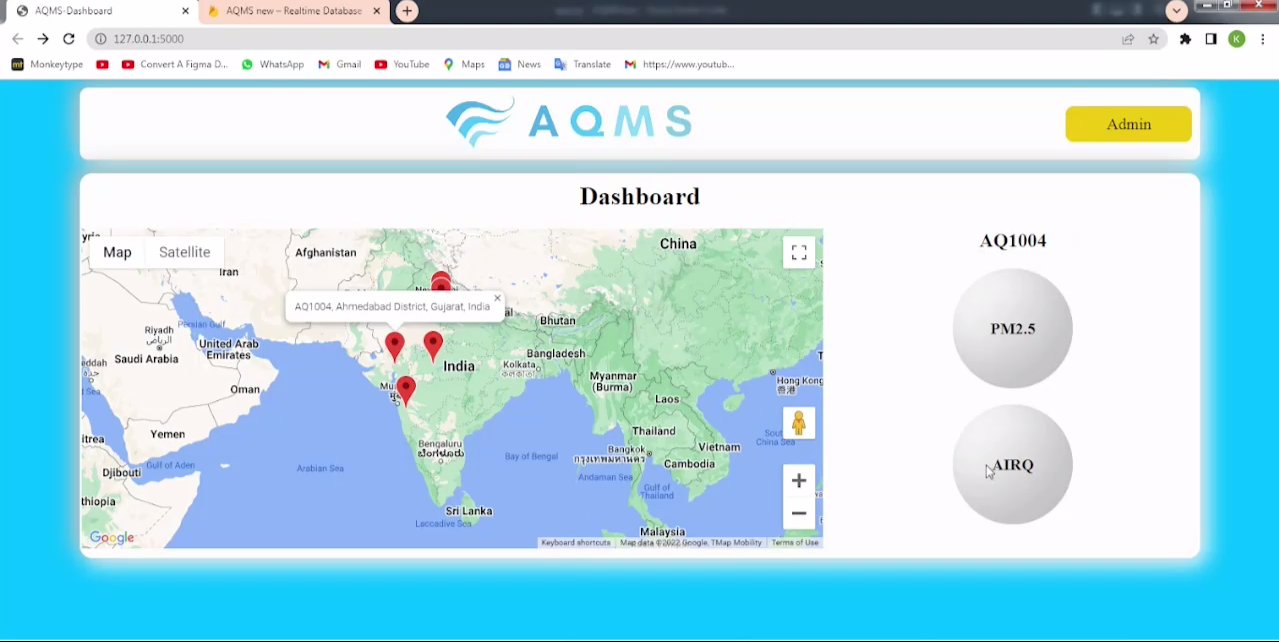 AQMS-Dashboard
AQMS new – Realtime Database
127.0.0.1:5000
K
Monkeytype
Convert A Figma D...
WhatsApp
Gmail
YouTube
Maps
News
Translate
https://www.youtub...
AQMS
Admin
Dashboard
Map
Satellite
Afghanistan
China
Iran
AQ1004, Ahmedabad District, Gujarat, India
Bhutan
Persian Gulf
Riyadh
الرياض
United Arab
Emirates
Saudi Arabia
Bangladesh
India
Kolkata
Myanmar
(Burma)
Hong Kong
香港
Oman
Laos
Yemen
Thailand
Bengaluru
ಬೆಂಗಳೂರು
Vietnam
Bangkok
กรุงเทพมหานคร
Cambodia
Gulf of Aden
Djibouti
Arabian Sea
Bay of Bengal
Andaman Sea
Gulf of
Thailand
Sri Lanka
Laccadive Sea
Malaysia
Google
Keyboard shortcuts
Map data ©2022 Google, TMap Mobility
Terms of Use
AQ1004
PM2.5
AIRQ